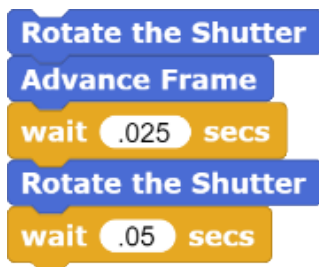 Rotate the Shutter
Advance Frame
wait .025 secs
Rotate the Shutter
wait .05 secs